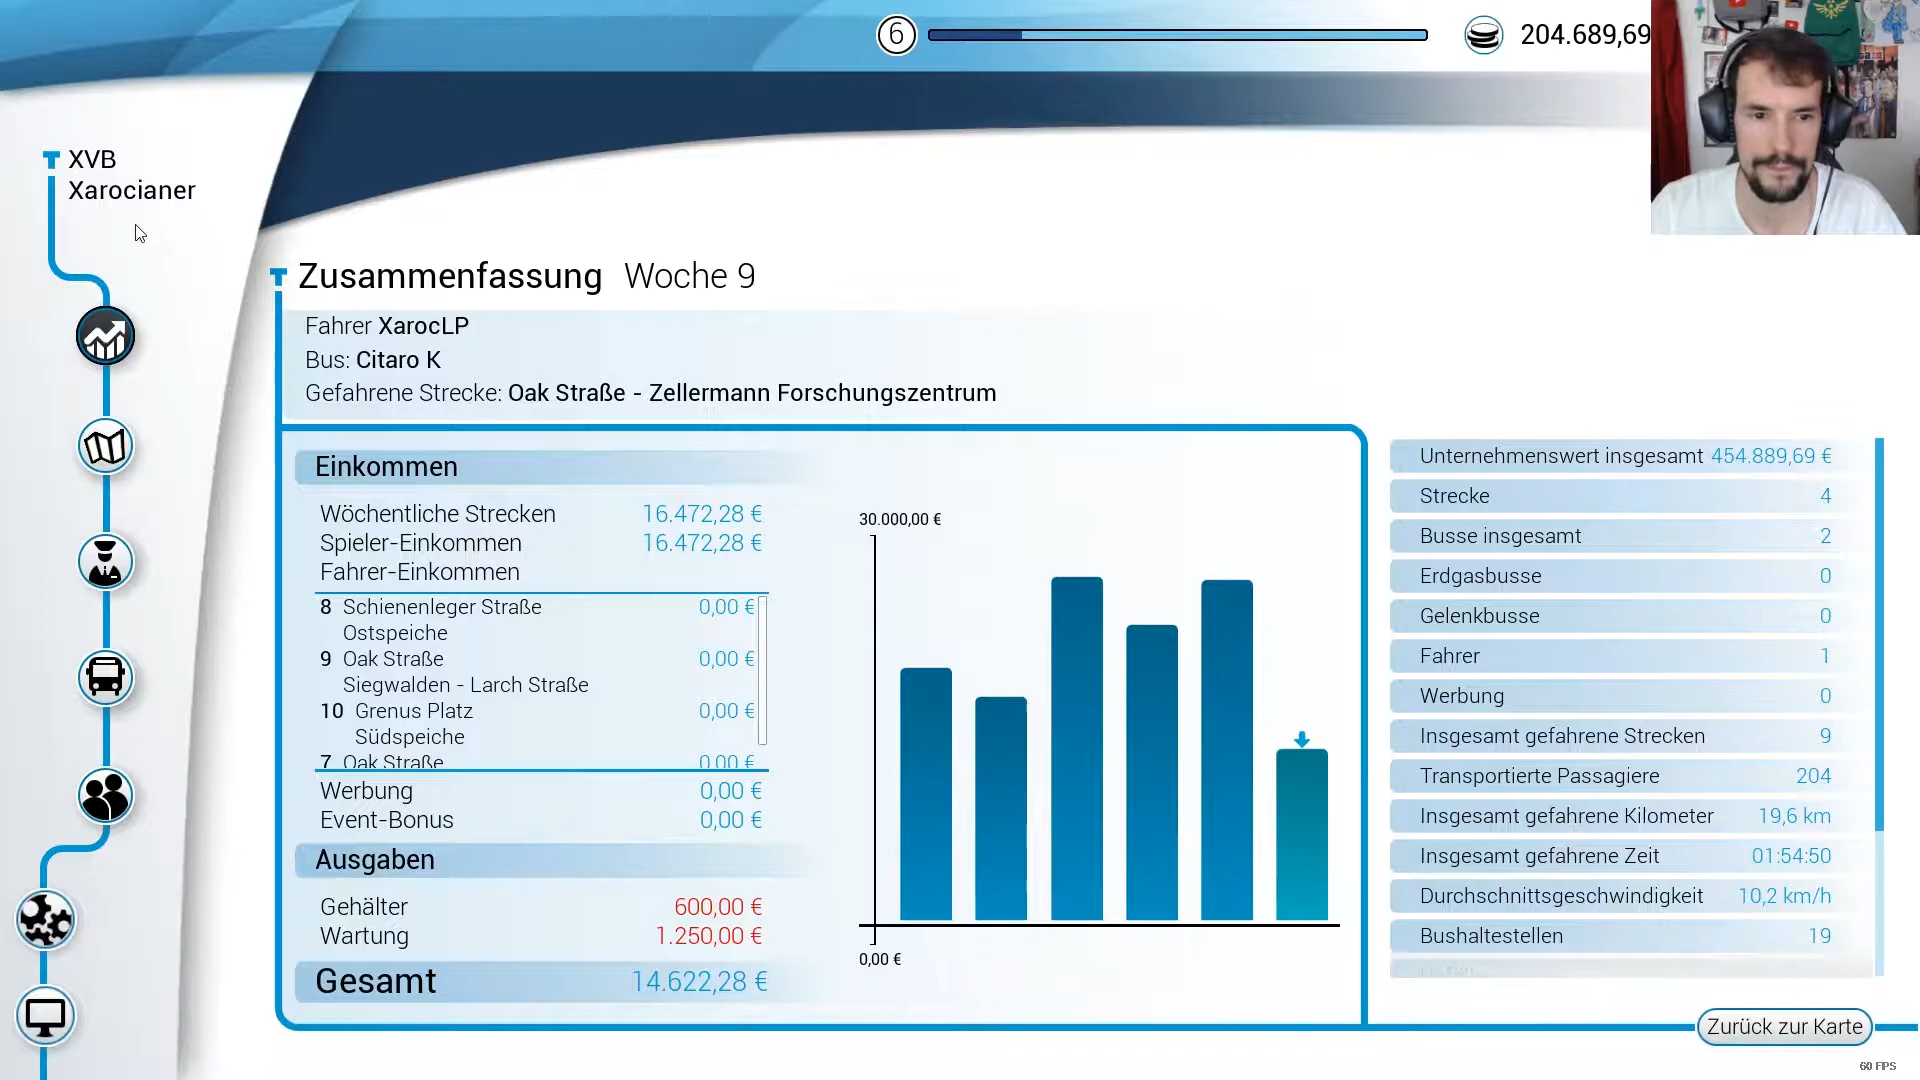 6
204.689,69
XVB
Xarocianer
Zusammenfassung Woche 9
Fahrer XarocLP
Bus: Citaro K
Gefahrene Strecke: Oak Straße - Zellermann Forschungszentrum
Einkommen
Wöchentliche Strecken 16.472,28 €
Spieler-Einkommen 16.472,28 €
Fahrer-Einkommen
8 Schienenleger Straße 0,00 €
Ostspeiche
9 Oak Straße 0,00 €
Siegwalden - Larch Straße
10 Grenus Platz 0,00 €
Südspeiche
7 Oak Straße 0,00 €
Werbung 0,00 €
Event-Bonus 0,00 €
Ausgaben
Gehälter 600,00 €
Wartung 1.250,00 €
Gesamt 14.622,28 €
30.000,00 €
0,00 €
Unternehmenswert insgesamt 454.889,69 €
Strecke 4
Busse insgesamt 2
Erdgasbusse 0
Gelenkbusse 0
Fahrer 1
Werbung 0
Insgesamt gefahrene Strecken 9
Transportierte Passagiere 204
Insgesamt gefahrene Kilometer 19,6 km
Insgesamt gefahrene Zeit 01:54:50
Durchschnittsgeschwindigkeit 10,2 km/h
Bushaltestellen 19
Zurück zur Karte
60 FPS